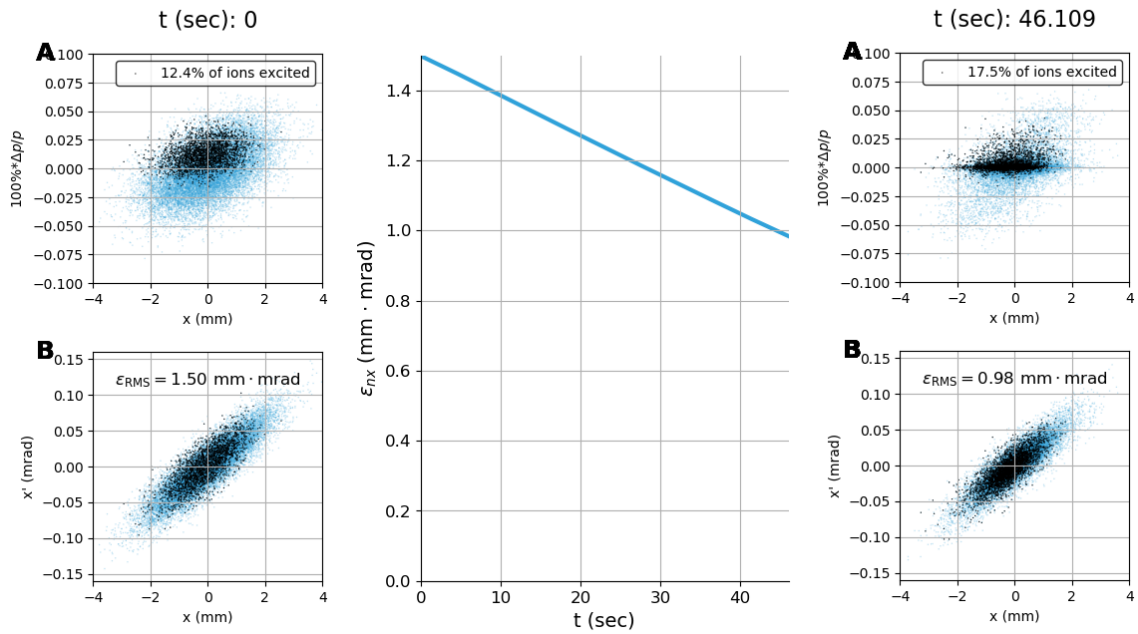 t (sec): 0
A
0.100
0.075
0.050
0.025
0.000
−0.025
−0.050
−0.075
−0.100
100%*Δp/p
12.4% of ions excited
−4 −2 0 2 4
x (mm)
B
0.15
0.10
0.05
0.00
−0.05
−0.10
−0.15
x' (mrad)
εRMS = 1.50 mm · mrad
−4 −2 0 2 4
x (mm)
1.4
1.2
1.0
0.8
0.6
0.4
0.2
0.0
εnx (mm · mrad)
0 10 20 30 40
t (sec)
t (sec): 46.109
A
0.100
0.075
0.050
0.025
0.000
−0.025
−0.050
−0.075
−0.100
100%*Δp/p
17.5% of ions excited
−4 −2 0 2 4
x (mm)
B
0.15
0.10
0.05
0.00
−0.05
−0.10
−0.15
x' (mrad)
εRMS = 0.98 mm · mrad
−4 −2 0 2 4
x (mm)